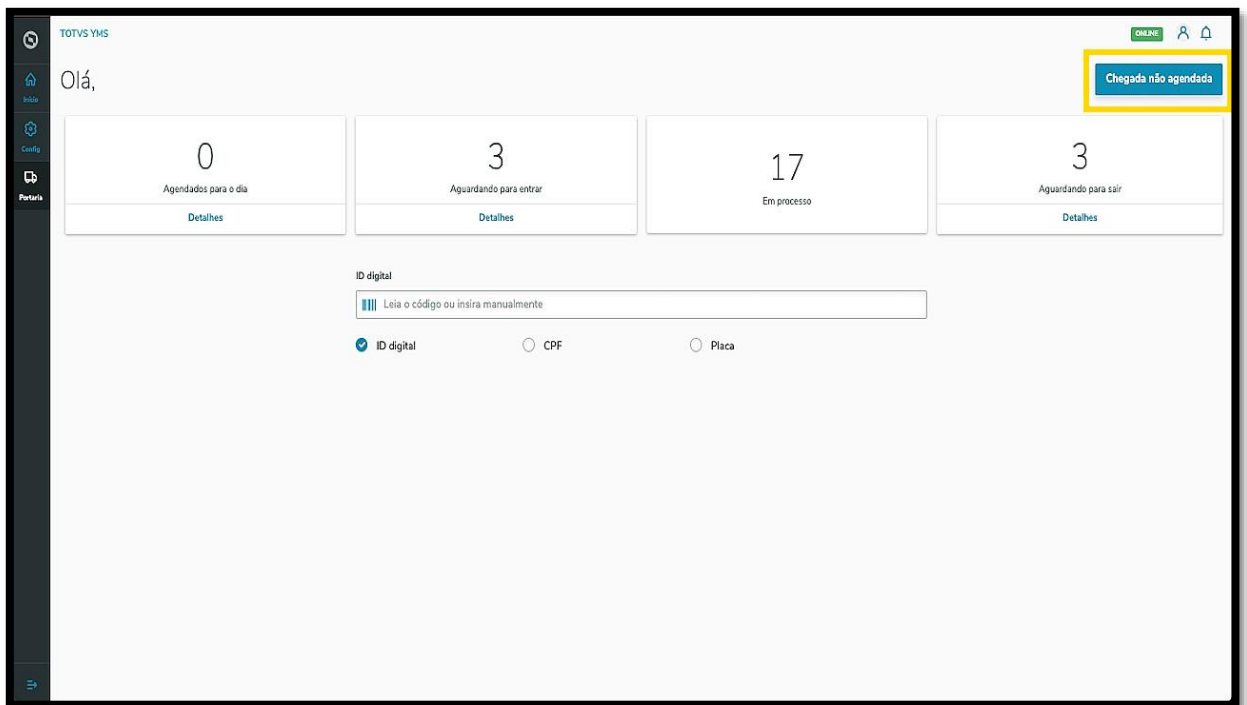 TOTVS YMS
ONLINE
Olá,
Chegada não agendada
Início
Config
Portaria
0
Agendados para o dia
Detalhes
3
Aguardando para entrar
Detalhes
17
Em processo
3
Aguardando para sair
Detalhes
ID digital
Leia o código ou insira manualmente
ID digital
CPF
Placa